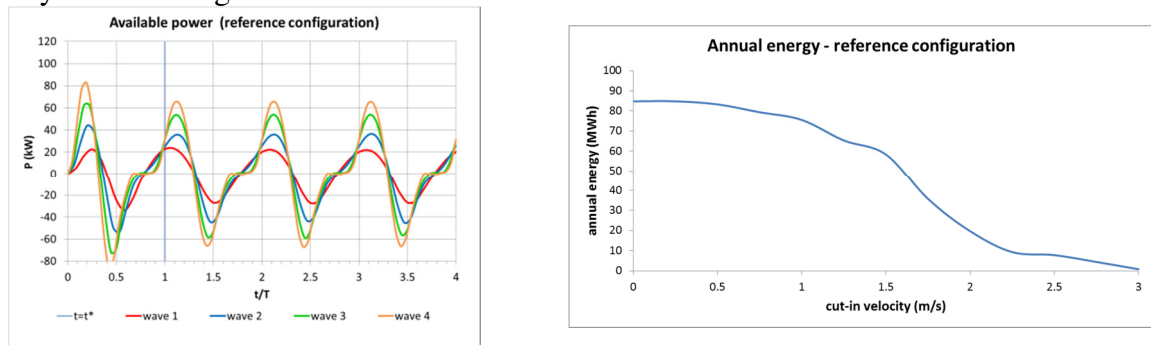 Available power (reference configuration)
120
100
80
60
40
20
0
-20
-40
-60
-80
P (kW)
0 0.5 1 1.5 2 2.5 3 3.5 4
t/T
t=t* wave 1 wave 2 wave 3 wave 4
Annual energy - reference configuration
100
90
80
70
60
50
40
30
20
10
0
annual energy (MWh)
0 0.5 1 1.5 2 2.5 3
cut-in velocity (m/s)